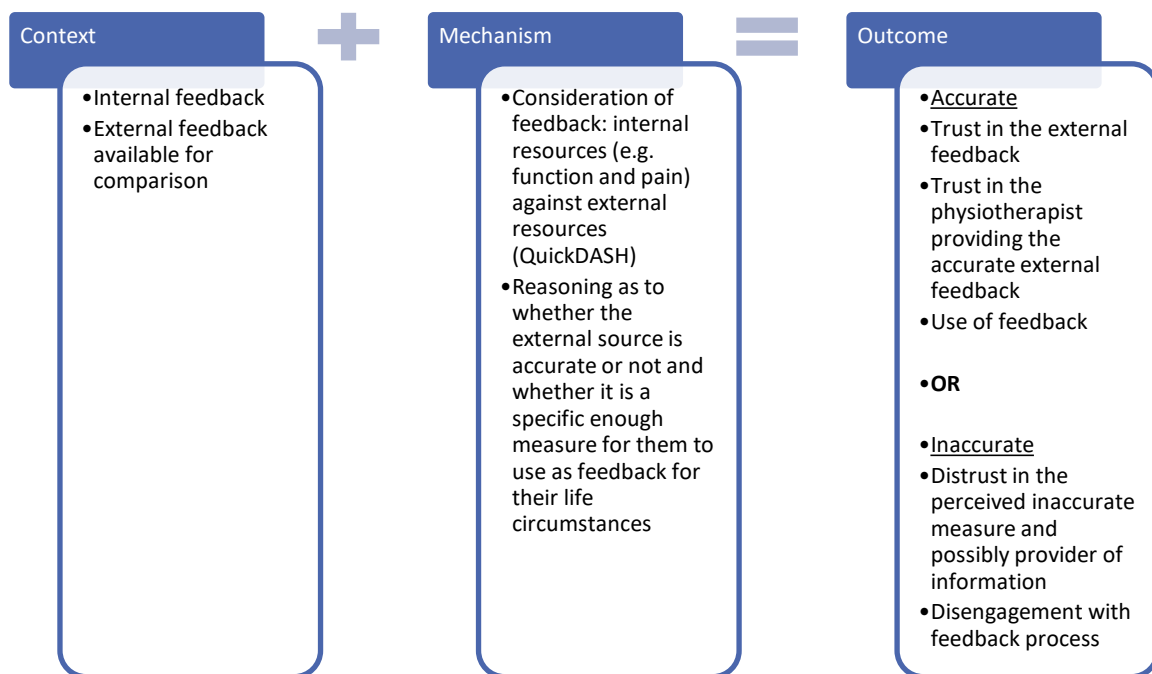 Context
•Internal feedback
•External feedback
available for
comparison
Mechanism
•Consideration of
feedback: internal
resources (e.g.
function and pain)
against external
resources
(QuickDASH)
•Reasoning as to
whether the
external source is
accurate or not and
whether it is a
specific enough
measure for them to
use as feedback for
their life
circumstances
Outcome
•Accurate
•Trust in the external
feedback
•Trust in the
physiotherapist
providing the
accurate external
feedback
•Use of feedback
•OR
•Inaccurate
•Distrust in the
perceived inaccurate
measure and
possibly provider of
information
•Disengagement with
feedback process